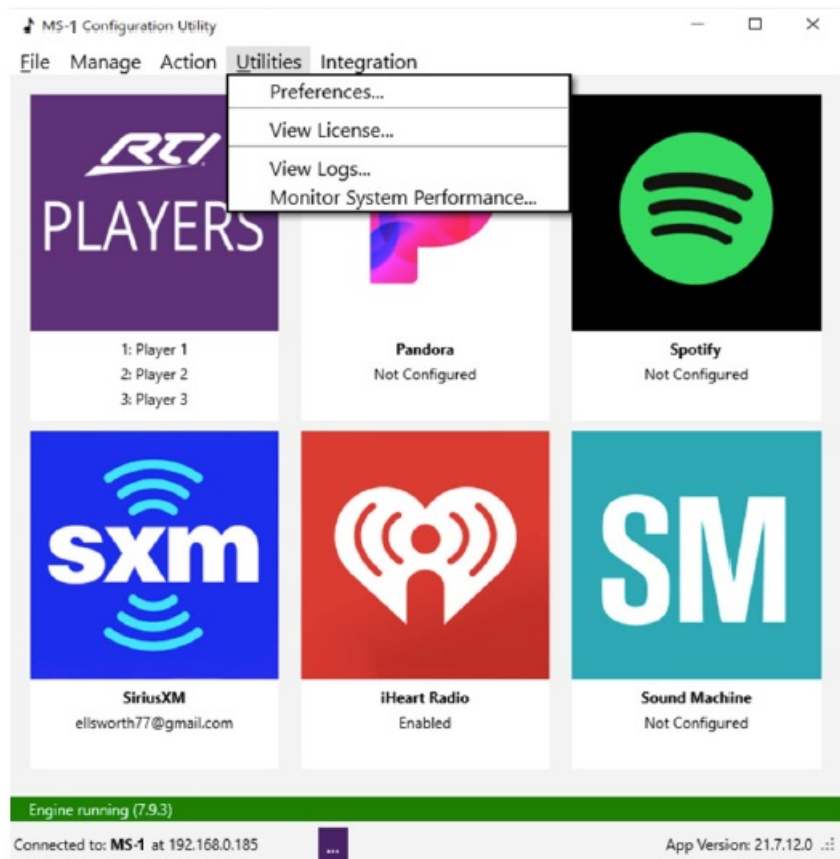 MS-1 Configuration Utility
File Manage Action Utilities Integration
Preferences...
View License...
View Logs...
Monitor System Performance...
RTI
PLAYERS
1: Player 1
2: Player 2
3: Player 3
Pandora
Not Configured
Spotify
Not Configured
sxm
SM
SiriusXM
ellsworth77@gmail.com
iHeart Radio
Enabled
Sound Machine
Not Configured
Engine running (7.9.3)
Connected to: MS-1 at 192.168.0.185
...
App Version: 21.7.12.0